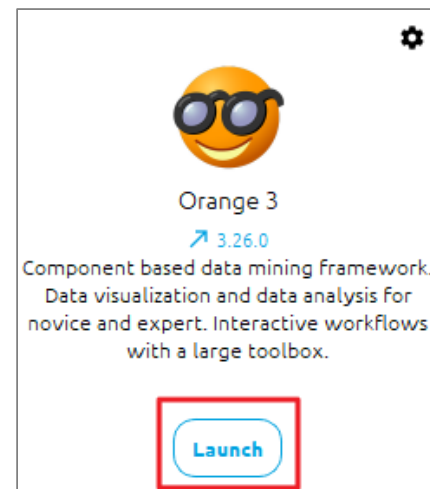 Orange 3
3.26.0
Component based data mining framework.
Data visualization and data analysis for
novice and expert. Interactive workflows
with a large toolbox.
Launch